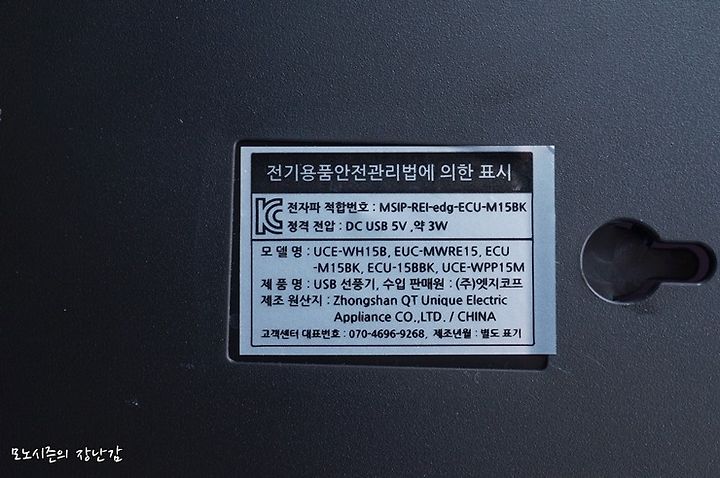 전기용품안전관리법에 의한 표시
전자파 적합번호 : MSIP-REI-edg-ECU-M15BK
정격 전압 : DC USB 5V ,약 3W
모 델 명 : UCE-WH15B, EUC-MWRE15, ECU
-M15BK, ECU-15BBK, UCE-WPP15M
제 품 명 : USB 선풍기, 수입 판매원 : (주)엣지코프
제조 원산지 : Zhongshan QT Unique Electric
Appliance CO.,LTD. / CHINA
고객센터 대표번호 : 070-4696-9268, 제조년월 : 별도 표기
모노시즌의 장난감